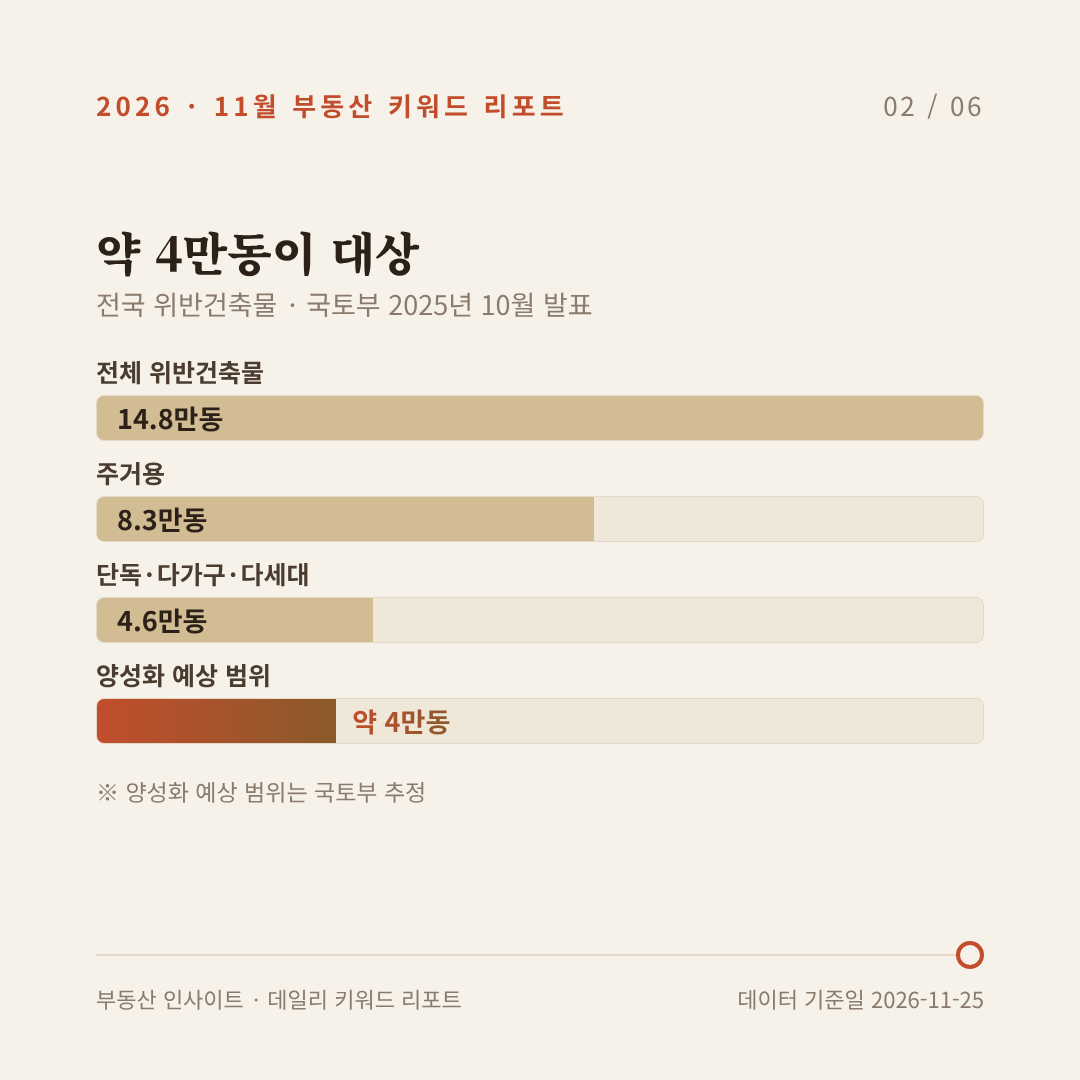 2026 · 11월 부동산 키워드 리포트
02 / 06
약 4만동이 대상
전국 위반건축물 · 국토부 2025년 10월 발표
전체 위반건축물
14.8만동
주거용
8.3만동
단독·다가구·다세대
4.6만동
양성화 예상 범위
약 4만동
※ 양성화 예상 범위는 국토부 추정
부동산 인사이트 · 데일리 키워드 리포트
데이터 기준일 2026-11-25